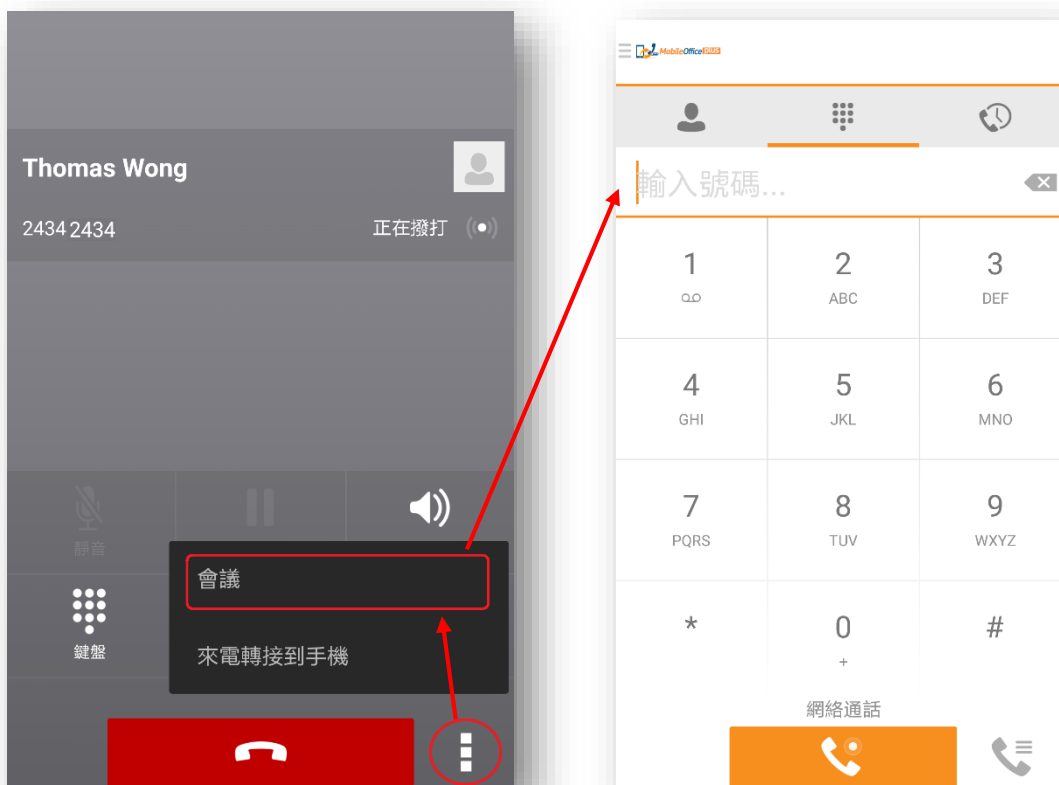 Thomas Wong
2434 2434
正在撥打
靜音
會議
鍵盤
來電轉接到手機
MobileOffice PLUS
輸入號碼...
1
2
ABC
3
DEF
4
GHI
5
JKL
6
MNO
7
PQRS
8
TUV
9
WXYZ
*
0
+
#
網絡通話